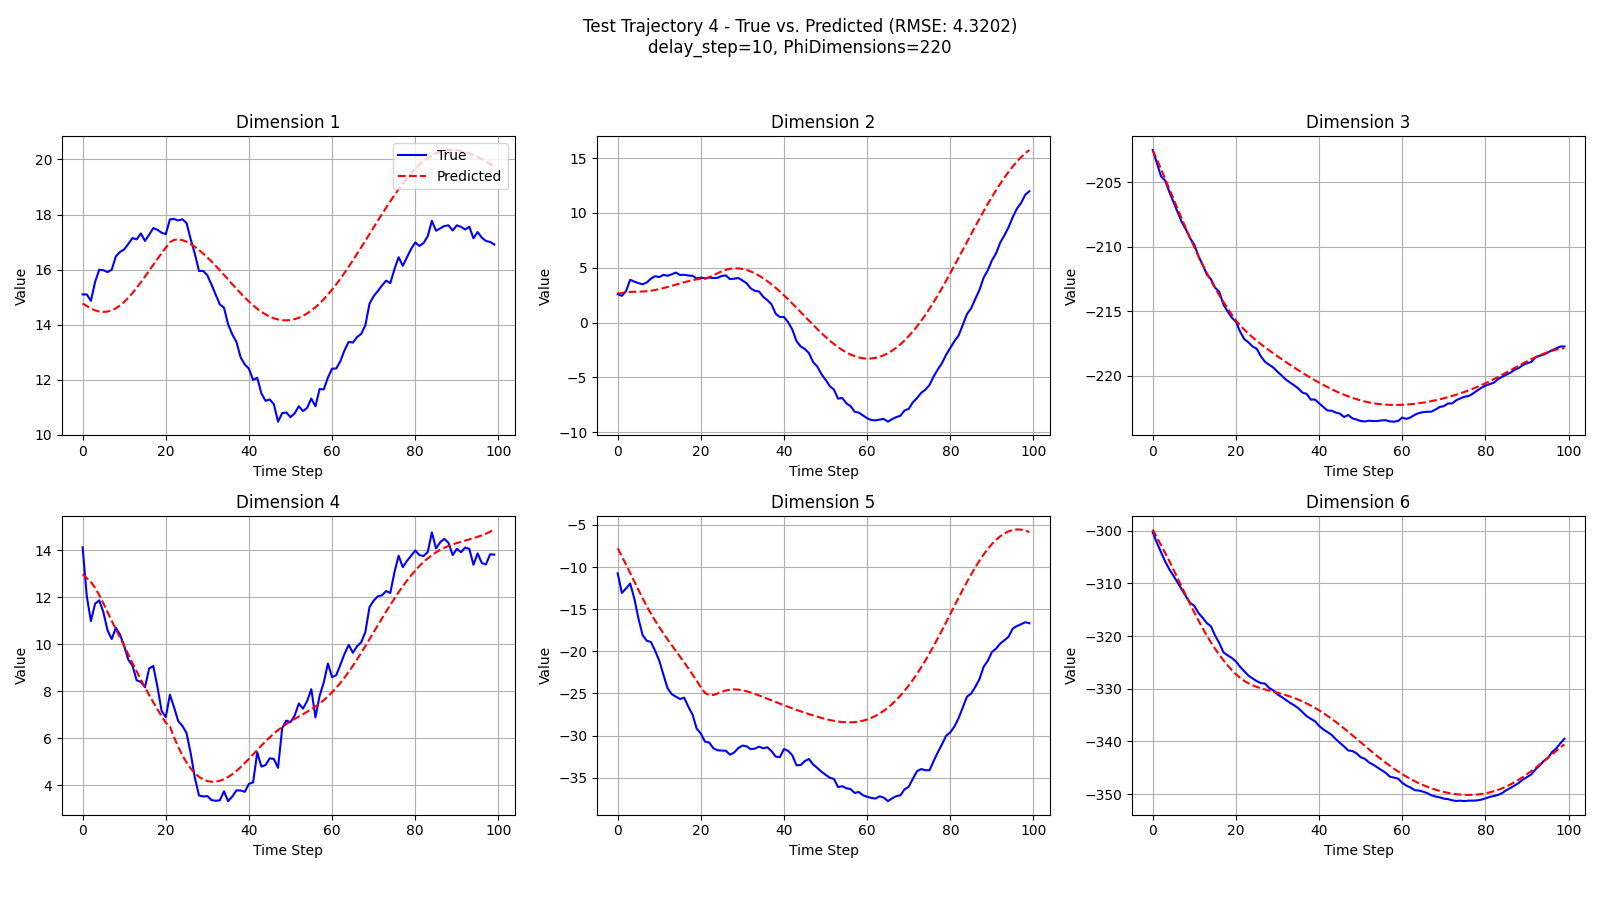 Test Trajectory 4 - True vs. Predicted (RMSE: 4.3202)
delay_step=10, PhiDimensions=220
Dimension 1
Value
20
18
16
14
12
10
0 20 40 60 80 100
Time Step
True
Predicted
Dimension 2
Value
15
10
5
0
−5
−10
0 20 40 60 80 100
Time Step
Dimension 3
Value
−205
−210
−215
−220
0 20 40 60 80 100
Time Step
Dimension 4
Value
14
12
10
8
6
4
0 20 40 60 80 100
Time Step
Dimension 5
Value
−5
−10
−15
−20
−25
−30
−35
0 20 40 60 80 100
Time Step
Dimension 6
Value
−300
−310
−320
−330
−340
−350
0 20 40 60 80 100
Time Step